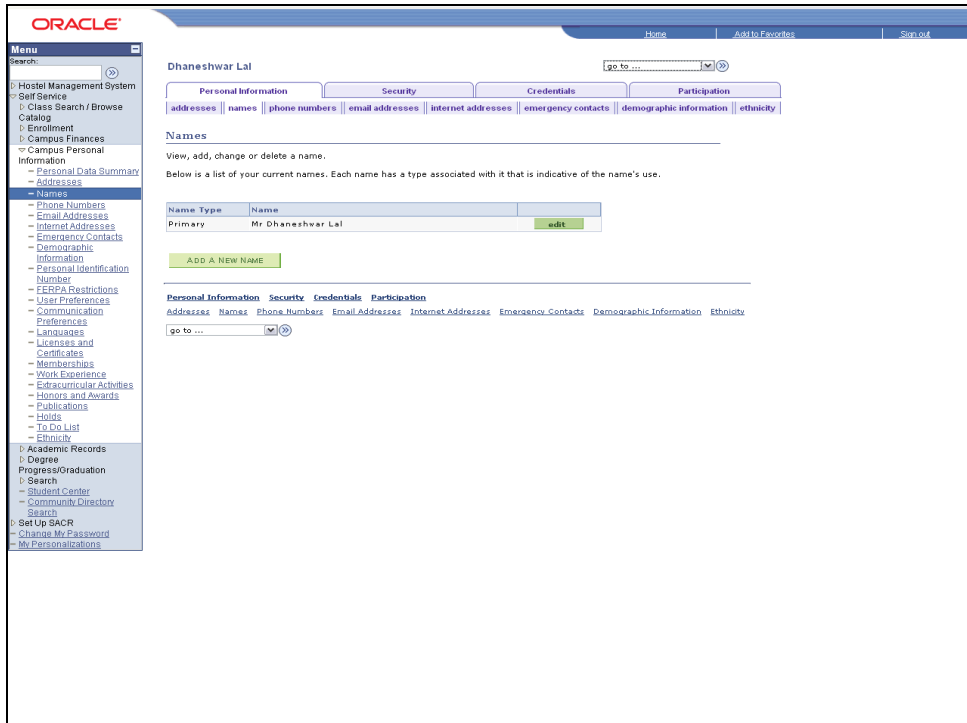 ORACLE
Home Add to Favorites Sign out
Menu
Search:
Hostel Management System
Self Service
Class Search / Browse
Catalog
Enrollment
Campus Finances
Campus Personal
Information
Personal Data Summary
Addresses
Names
Phone Numbers
Email Addresses
Internet Addresses
Emergency Contacts
Demographic
Information
Personal Identification
Number
FERPA Restrictions
User Preferences
Communication
Preferences
Languages
Licenses and
Certificates
Memberships
Work Experience
Extracurricular Activities
Honors and Awards
Publications
Holds
To Do List
Ethnicity
Academic Records
Degree
Progress/Graduation
Search
Student Center
Community Directory
Search
Set Up SACR
Change My Password
My Personalizations
Dhaneshwar Lal
go to ...
Personal Information Security Credentials Participation
addresses names phone numbers email addresses internet addresses emergency contacts demographic information ethnicity
Names
View, add, change or delete a name.
Below is a list of your current names. Each name has a type associated with it that is indicative of the name's use.
Name Type Name
Primary Mr Dhaneshwar Lal edit
ADD A NEW NAME
Personal Information Security Credentials Participation
Addresses Names Phone Numbers Email Addresses Internet Addresses Emergency Contacts Demographic Information Ethnicity
go to ...